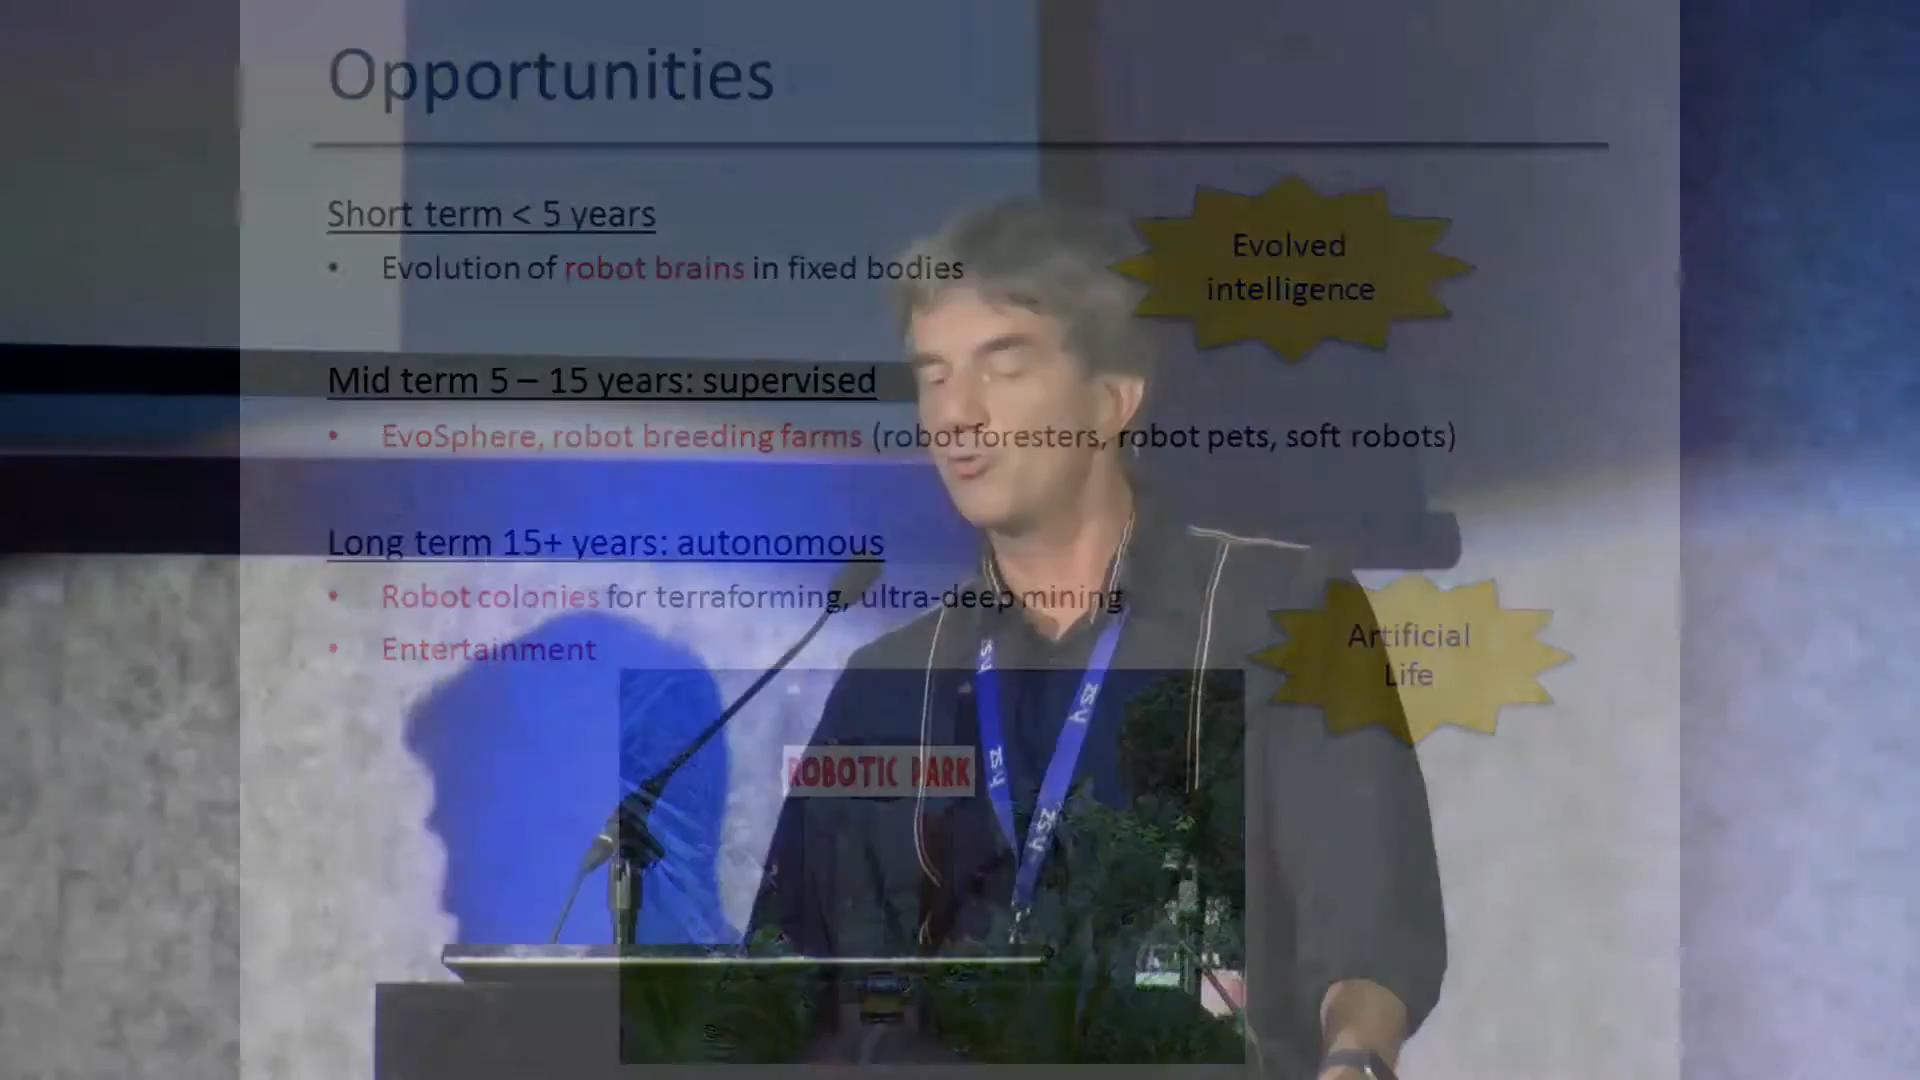 Opportunities
Short term < 5 years
• Evolution of robot brains in fixed bodies
Evolved
intelligence
Mid term 5 – 15 years: supervised
• EvoSphere, robot breeding farms (robot foresters, robot pets, soft robots)
Long term 15+ years: autonomous
• Robot colonies for terraforming, ultra-deep mining
• Entertainment
Artificial
Life
ROBOTIC PARK